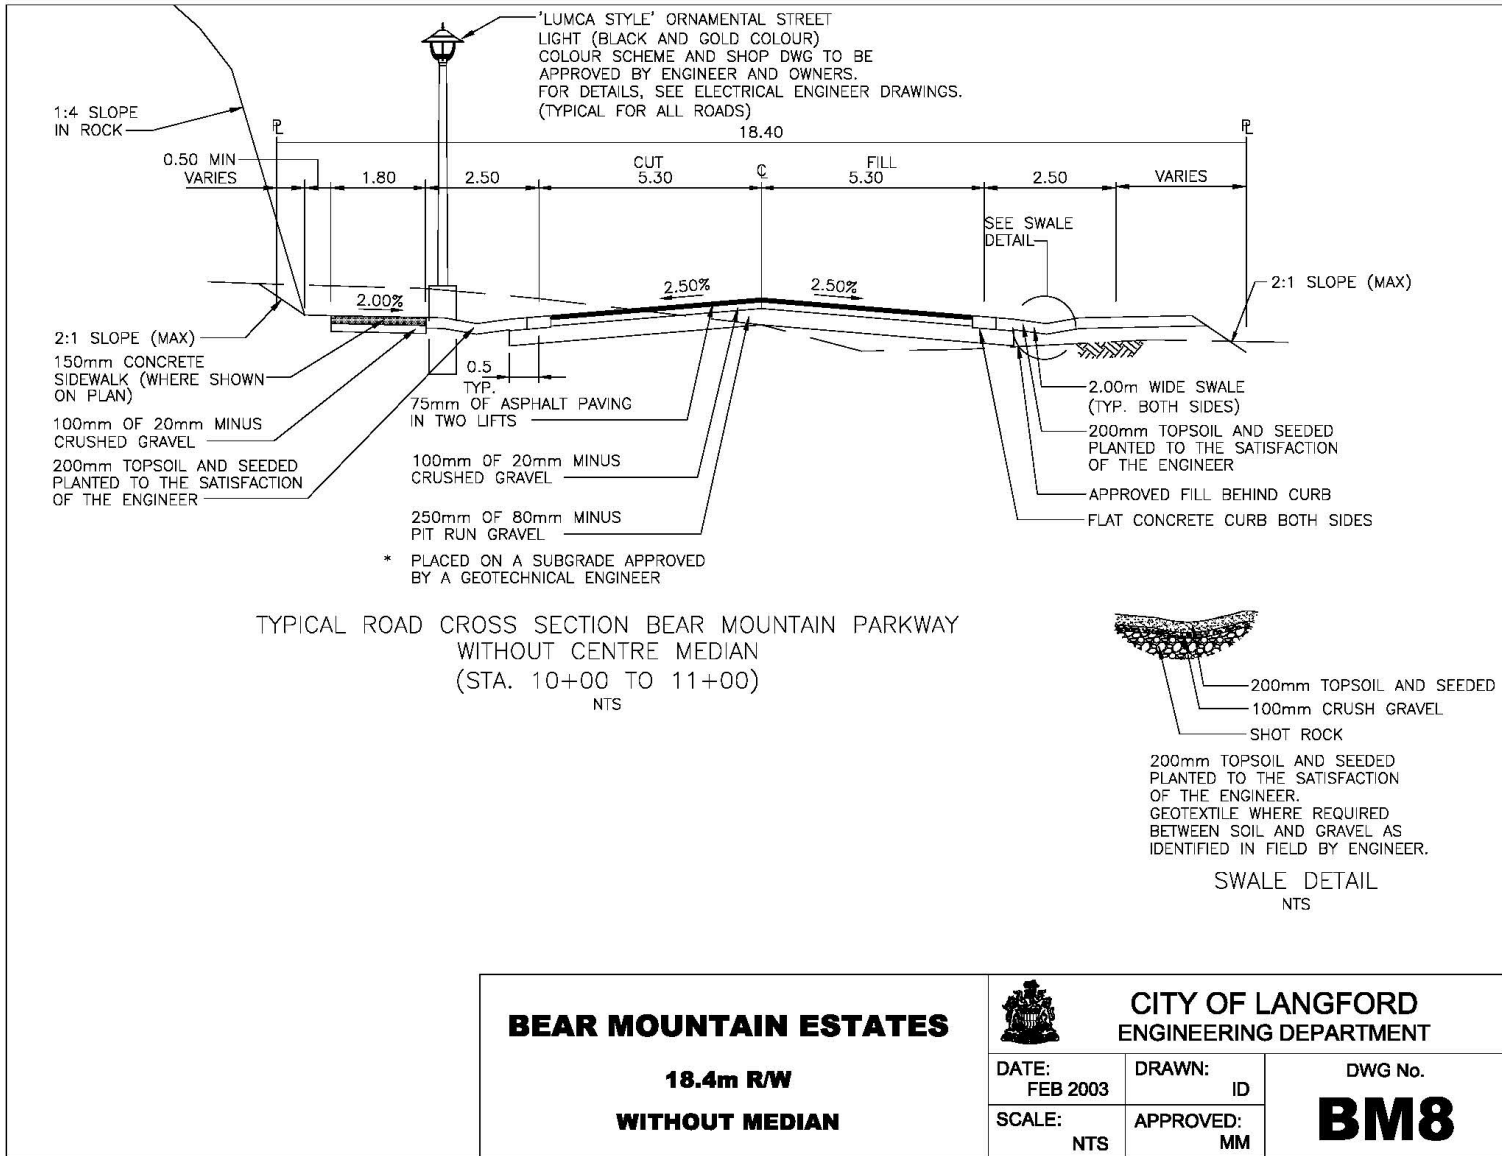 'LUMCA STYLE' ORNAMENTAL STREET
LIGHT (BLACK AND GOLD COLOUR)
COLOUR SCHEME AND SHOP DWG TO BE
APPROVED BY ENGINEER AND OWNERS.
FOR DETAILS, SEE ELECTRICAL ENGINEER DRAWINGS.
(TYPICAL FOR ALL ROADS)
1:4 SLOPE
IN ROCK
PL
18.40
PL
0.50 MIN
VARIES
1.80
2.50
CUT
5.30
CL
FILL
5.30
2.50
VARIES
SEE SWALE
DETAIL
2:1 SLOPE (MAX)
2.00%
2.50%
2.50%
2:1 SLOPE (MAX)
150mm CONCRETE
SIDEWALK (WHERE SHOWN
ON PLAN)
100mm OF 20mm MINUS
CRUSHED GRAVEL
200mm TOPSOIL AND SEEDED
PLANTED TO THE SATISFACTION
OF THE ENGINEER
0.5
TYP.
75mm OF ASPHALT PAVING
IN TWO LIFTS
100mm OF 20mm MINUS
CRUSHED GRAVEL
250mm OF 80mm MINUS
PIT RUN GRAVEL
* PLACED ON A SUBGRADE APPROVED
BY A GEOTECHNICAL ENGINEER
2.00m WIDE SWALE
(TYP. BOTH SIDES)
200mm TOPSOIL AND SEEDED
PLANTED TO THE SATISFACTION
OF THE ENGINEER
APPROVED FILL BEHIND CURB
FLAT CONCRETE CURB BOTH SIDES
TYPICAL ROAD CROSS SECTION BEAR MOUNTAIN PARKWAY
WITHOUT CENTRE MEDIAN
(STA. 10+00 TO 11+00)
NTS
200mm TOPSOIL AND SEEDED
100mm CRUSH GRAVEL
SHOT ROCK
200mm TOPSOIL AND SEEDED
PLANTED TO THE SATISFACTION
OF THE ENGINEER.
GEOTEXTILE WHERE REQUIRED
BETWEEN SOIL AND GRAVEL AS
IDENTIFIED IN FIELD BY ENGINEER.
SWALE DETAIL
NTS
BEAR MOUNTAIN ESTATES
18.4m R/W
WITHOUT MEDIAN
CITY OF LANGFORD
ENGINEERING DEPARTMENT
DATE:
FEB 2003
DRAWN:
ID
DWG No.
BM8
SCALE:
NTS
APPROVED:
MM